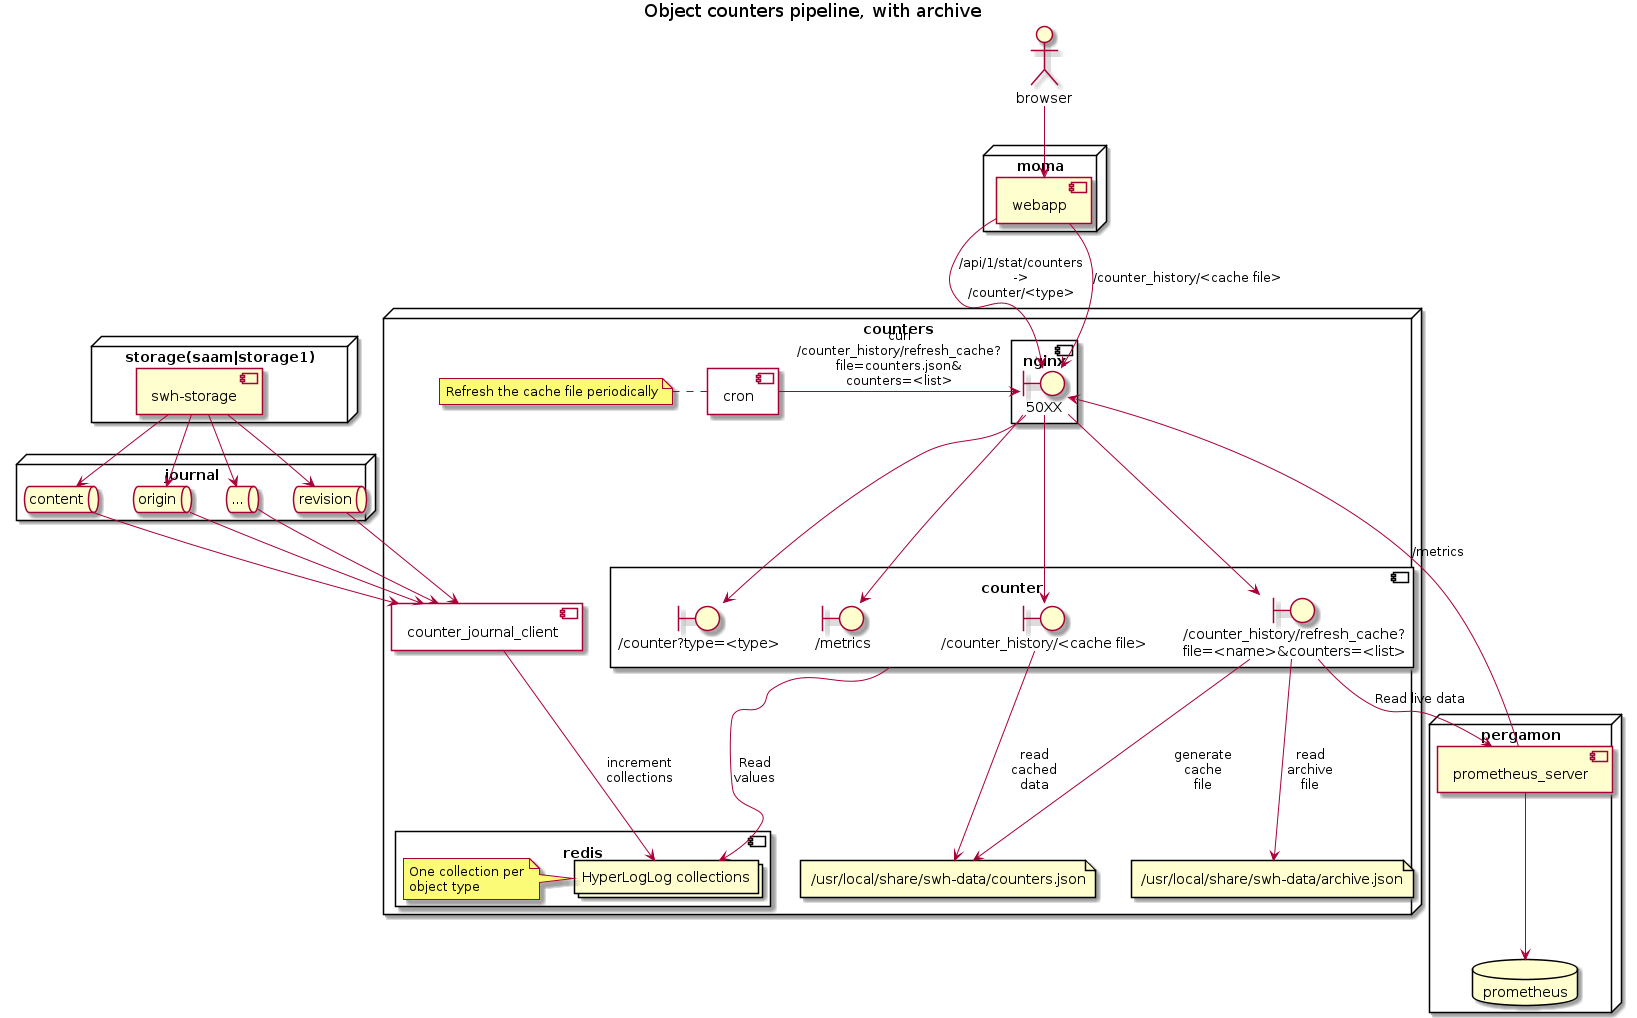 Object counters pipeline, with archive
browser
moma
webapp
/api/1/stat/counters
->
/counter/<type>
/counter_history/<cache file>
counters
curl
/counter_history/refresh_cache?
file=counters.json&
counters=<list>
nginx
50XX
Refresh the cache file periodically
cron
storage(saam|storage1)
swh-storage
journal
content
origin
...
revision
/metrics
counter
counter_journal_client
/counter?type=<type>
/metrics
/counter_history/<cache file>
/counter_history/refresh_cache?
file=<name>&counters=<list>
Read live data
pergamon
prometheus_server
increment
collections
Read
values
read
cached
data
generate
cache
file
read
archive
file
redis
One collection per
object type
HyperLogLog collections
/usr/local/share/swh-data/counters.json
/usr/local/share/swh-data/archive.json
prometheus